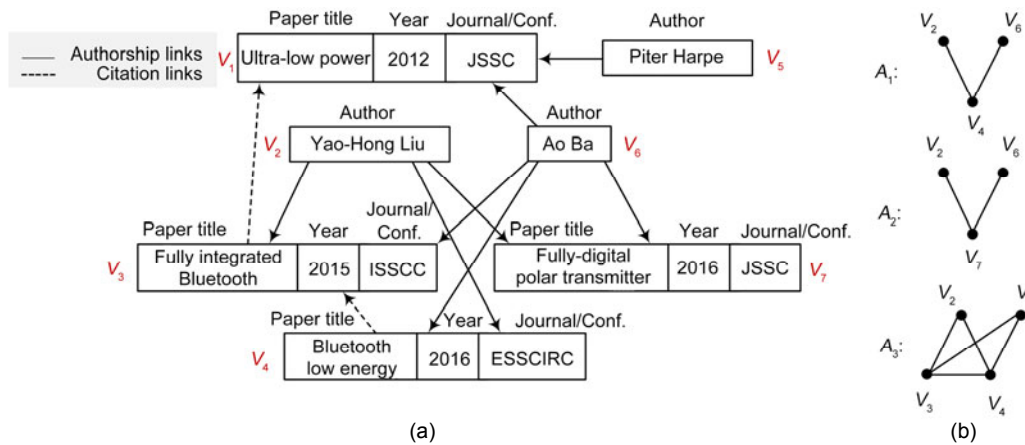 Paper title Year Journal/Conf. Author
Authorship links
Citation links
V1 Ultra-low power 2012 JSSC Piter Harpe V5
Author Author
V2 Yao-Hong Liu Ao Ba V6
Paper title Year Journal/ Conf. Paper title Year Journal/Conf.
V3 Fully integrated Bluetooth 2015 ISSCC Fully-digital polar transmitter 2016 JSSC V7
Paper title Year Journal/Conf.
V4 Bluetooth low energy 2016 ESSCIRC
(a)
V2 V6
A1:
V4
V2 V6
A2:
V7
V2 V
A3:
V3 V4
(b)